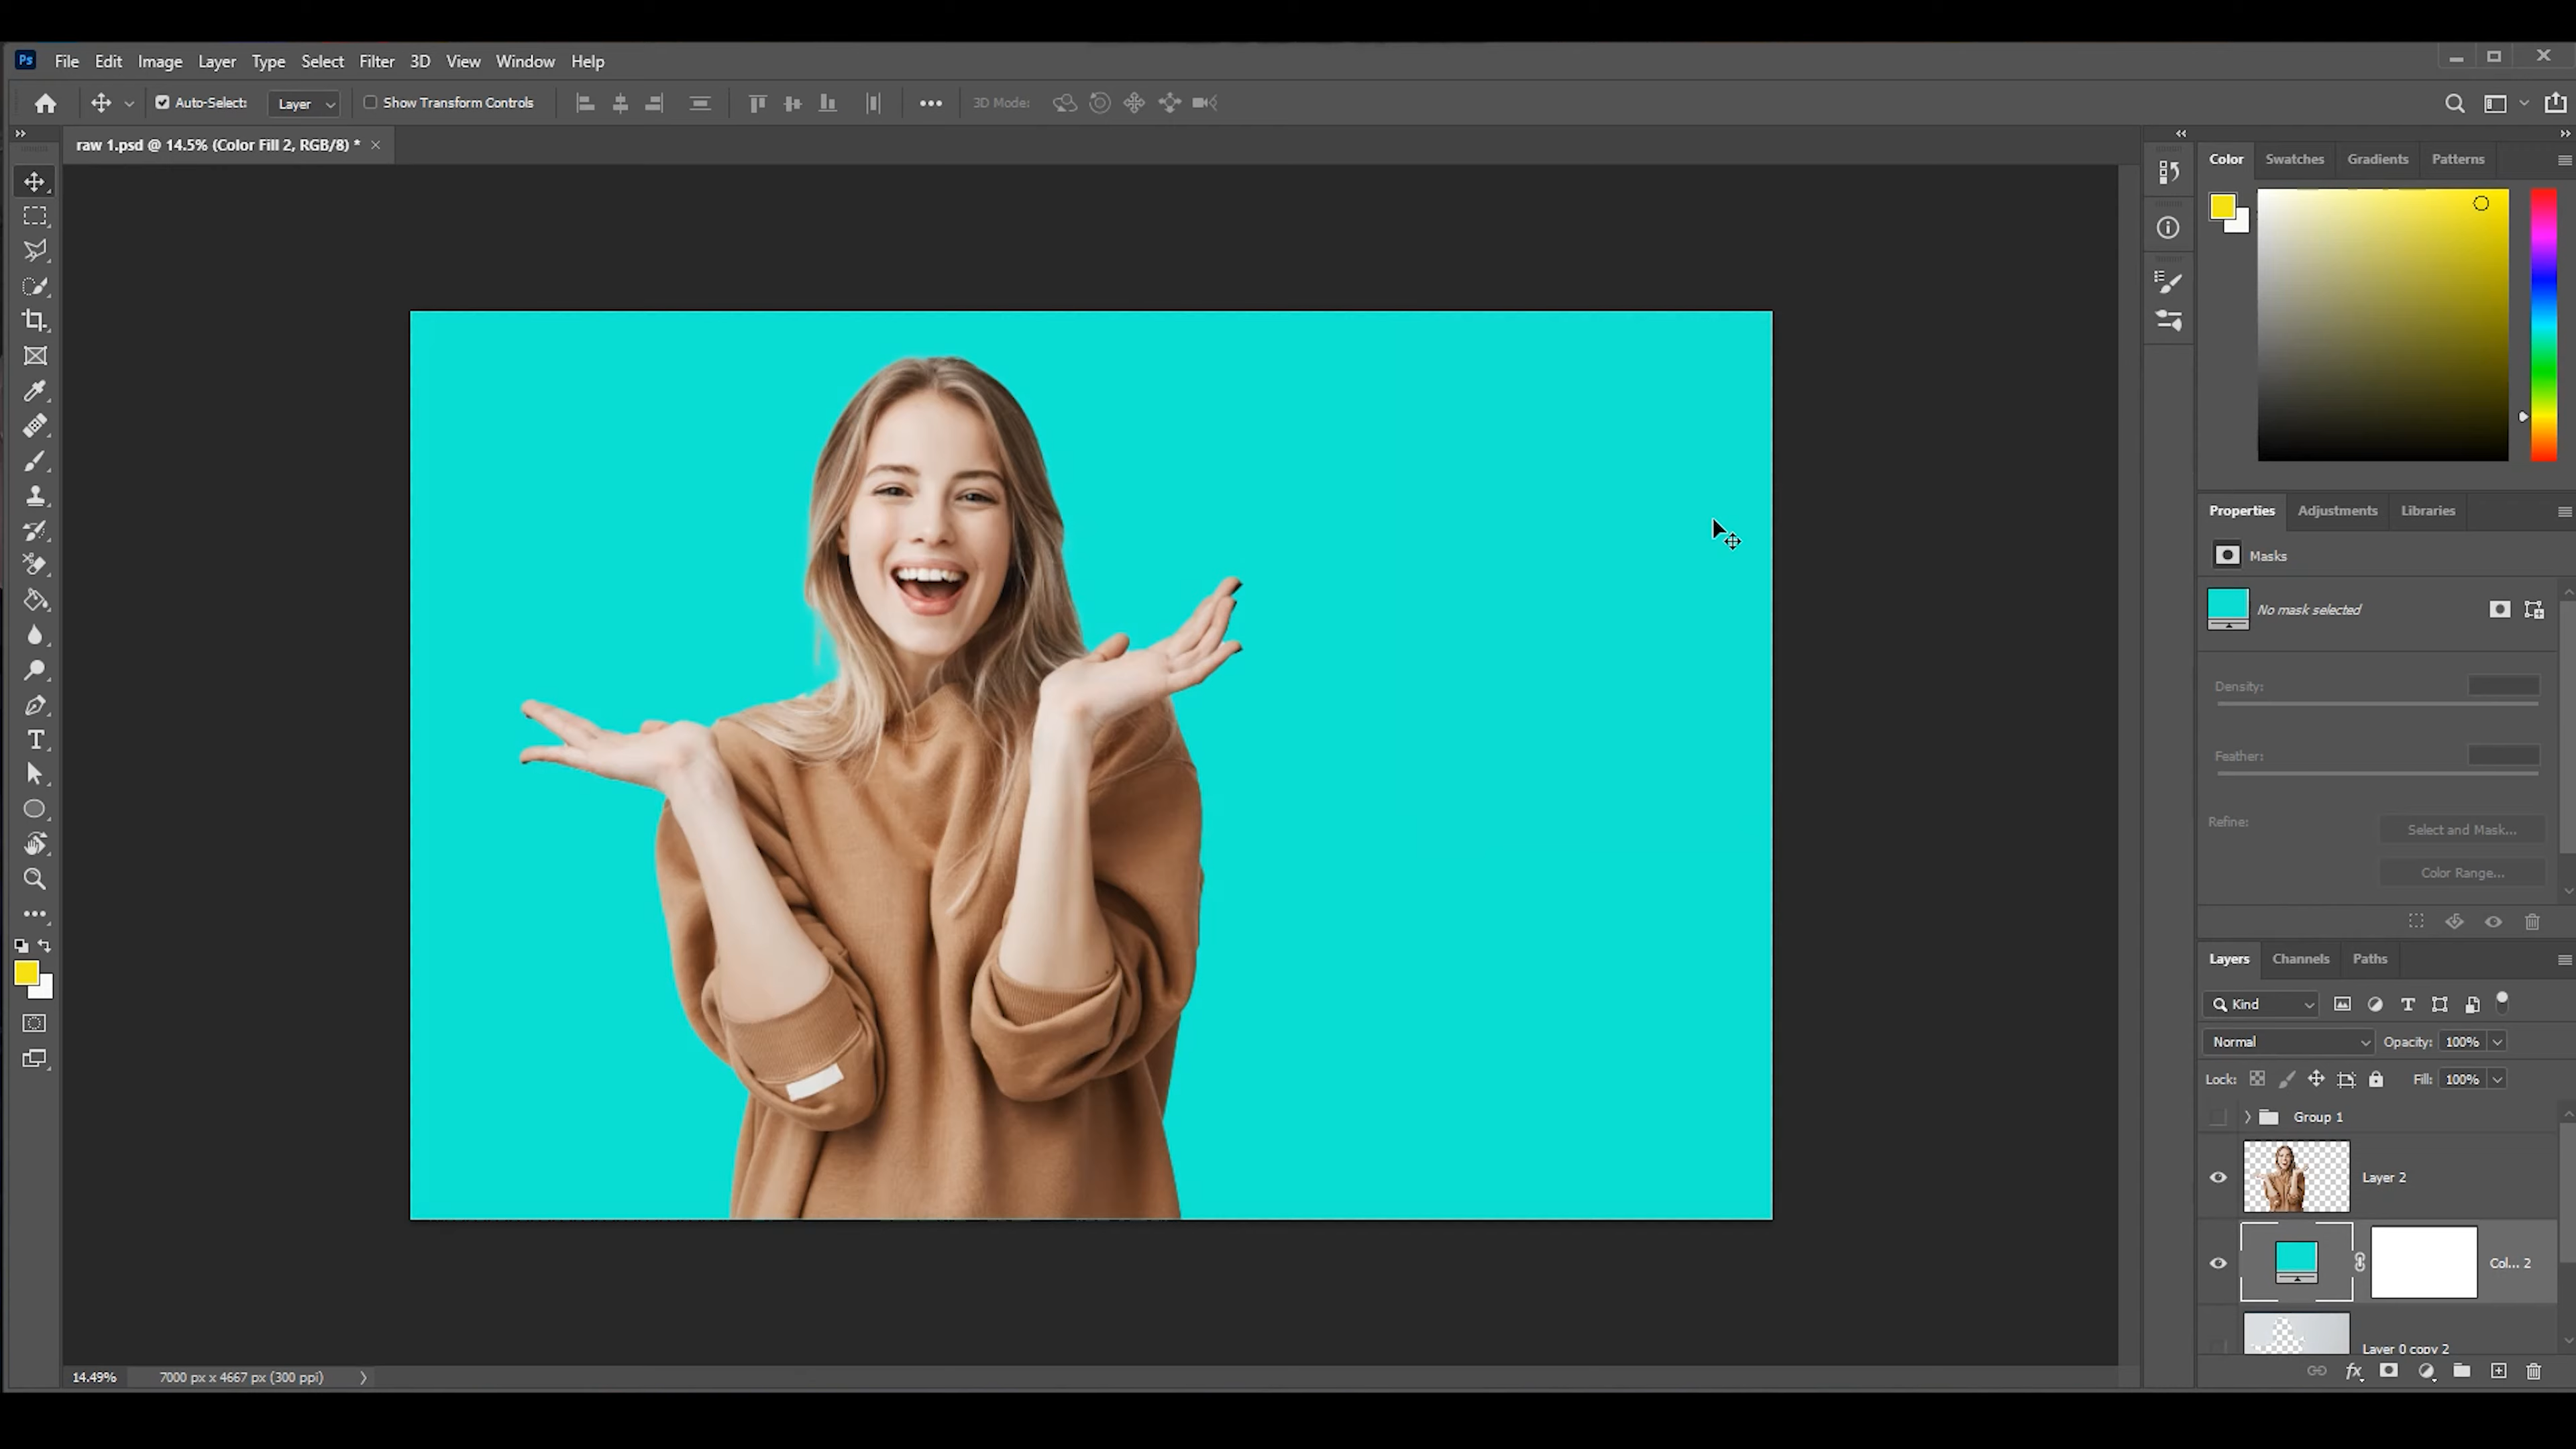 Ps File Edit Image Layer Type Select Filter 3D View Window Help
Auto-Select: Layer Show Transform Controls 3D Mode:
raw 1.psd @ 14.5% (Color Fill 2, RGB/8) *
Color Swatches Gradients Patterns
Properties Adjustments Libraries
Masks
No mask selected
Density:
Feather:
Refine: Select and Mask...
Color Range...
Layers Channels Paths
Kind
Normal Opacity: 100%
Lock: Fill: 100%
Group 1
Layer 2
Col... 2
Layer 0 copy 2
14.49% 7000 px x 4667 px (300 ppi)